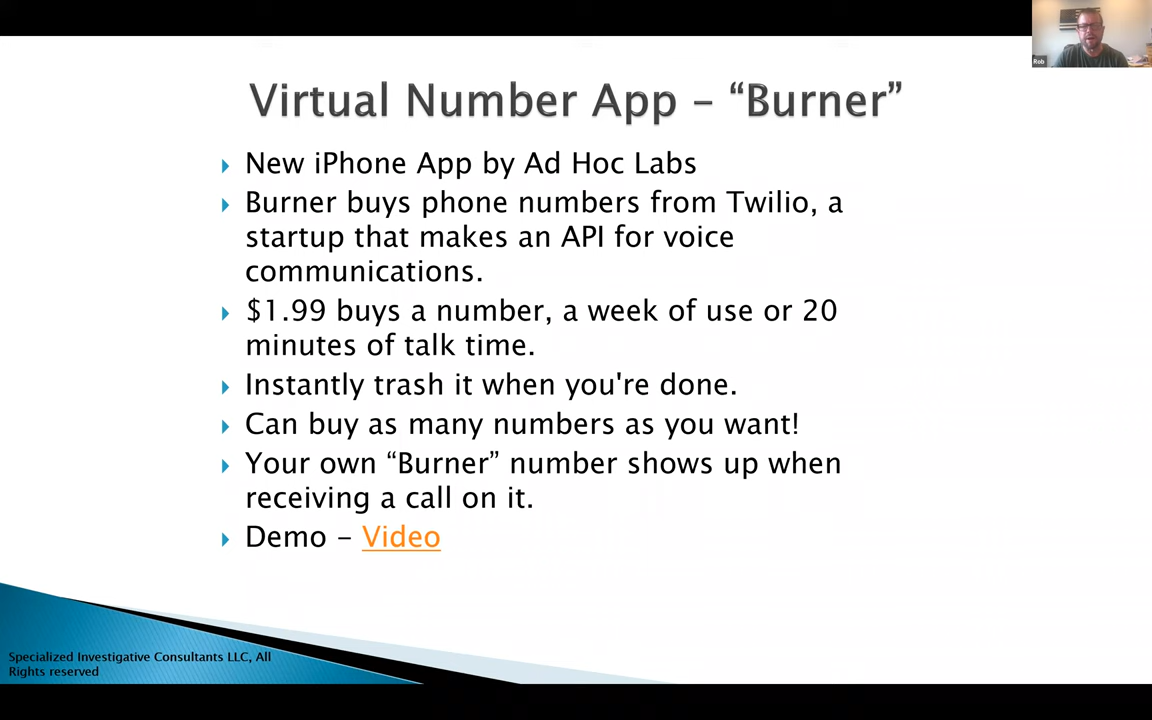 Rob
Virtual Number App – “Burner”
New iPhone App by Ad Hoc Labs
Burner buys phone numbers from Twilio, a
startup that makes an API for voice
communications.
$1.99 buys a number, a week of use or 20
minutes of talk time.
Instantly trash it when you're done.
Can buy as many numbers as you want!
Your own “Burner” number shows up when
receiving a call on it.
Demo – Video
Specialized Investigative Consultants LLC, All
Rights reserved